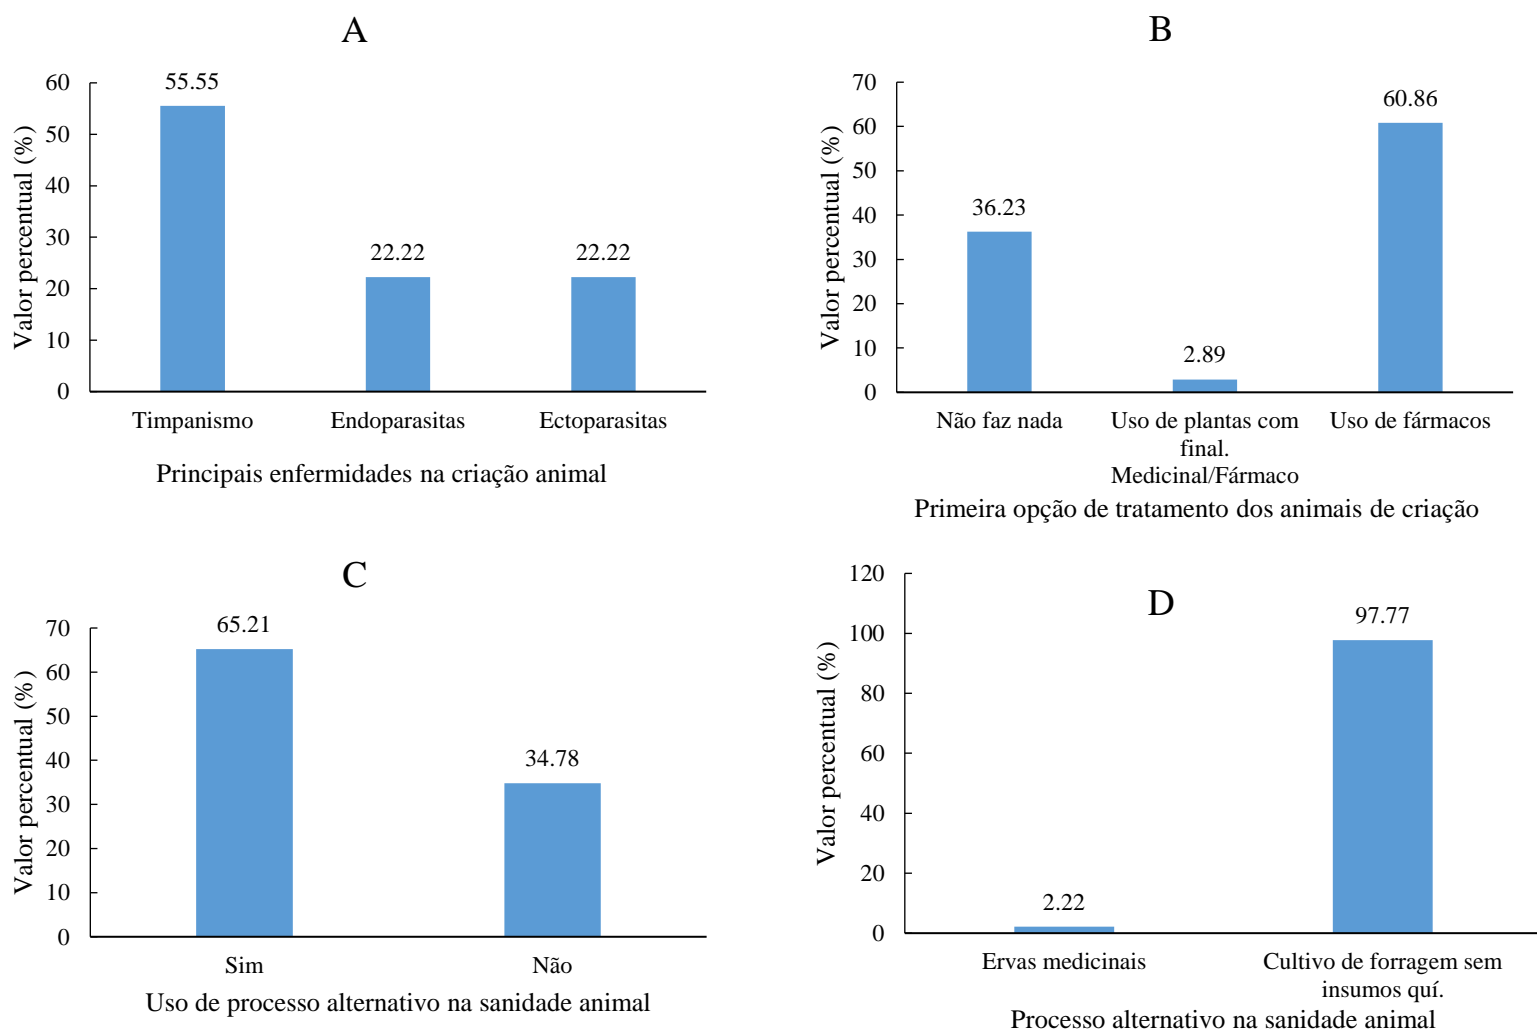 A
Valor percentual (%)
60
50
40
30
20
10
0
55.55
22.22
22.22
Timpanismo
Endoparasitas
Ectoparasitas
Principais enfermidades na criação animal
B
Valor percentual (%)
70
60
50
40
30
20
10
0
36.23
2.89
60.86
Não faz nada
Uso de plantas com
final.
Medicinal/Fármaco
Uso de fármacos
Primeira opção de tratamento dos animais de criação
C
Valor percentual (%)
70
60
50
40
30
20
10
0
65.21
34.78
Sim
Não
Uso de processo alternativo na sanidade animal
D
Valor percentual (%)
120
100
80
60
40
20
0
2.22
97.77
Ervas medicinais
Cultivo de forragem sem
insumos quí.
Processo alternativo na sanidade animal